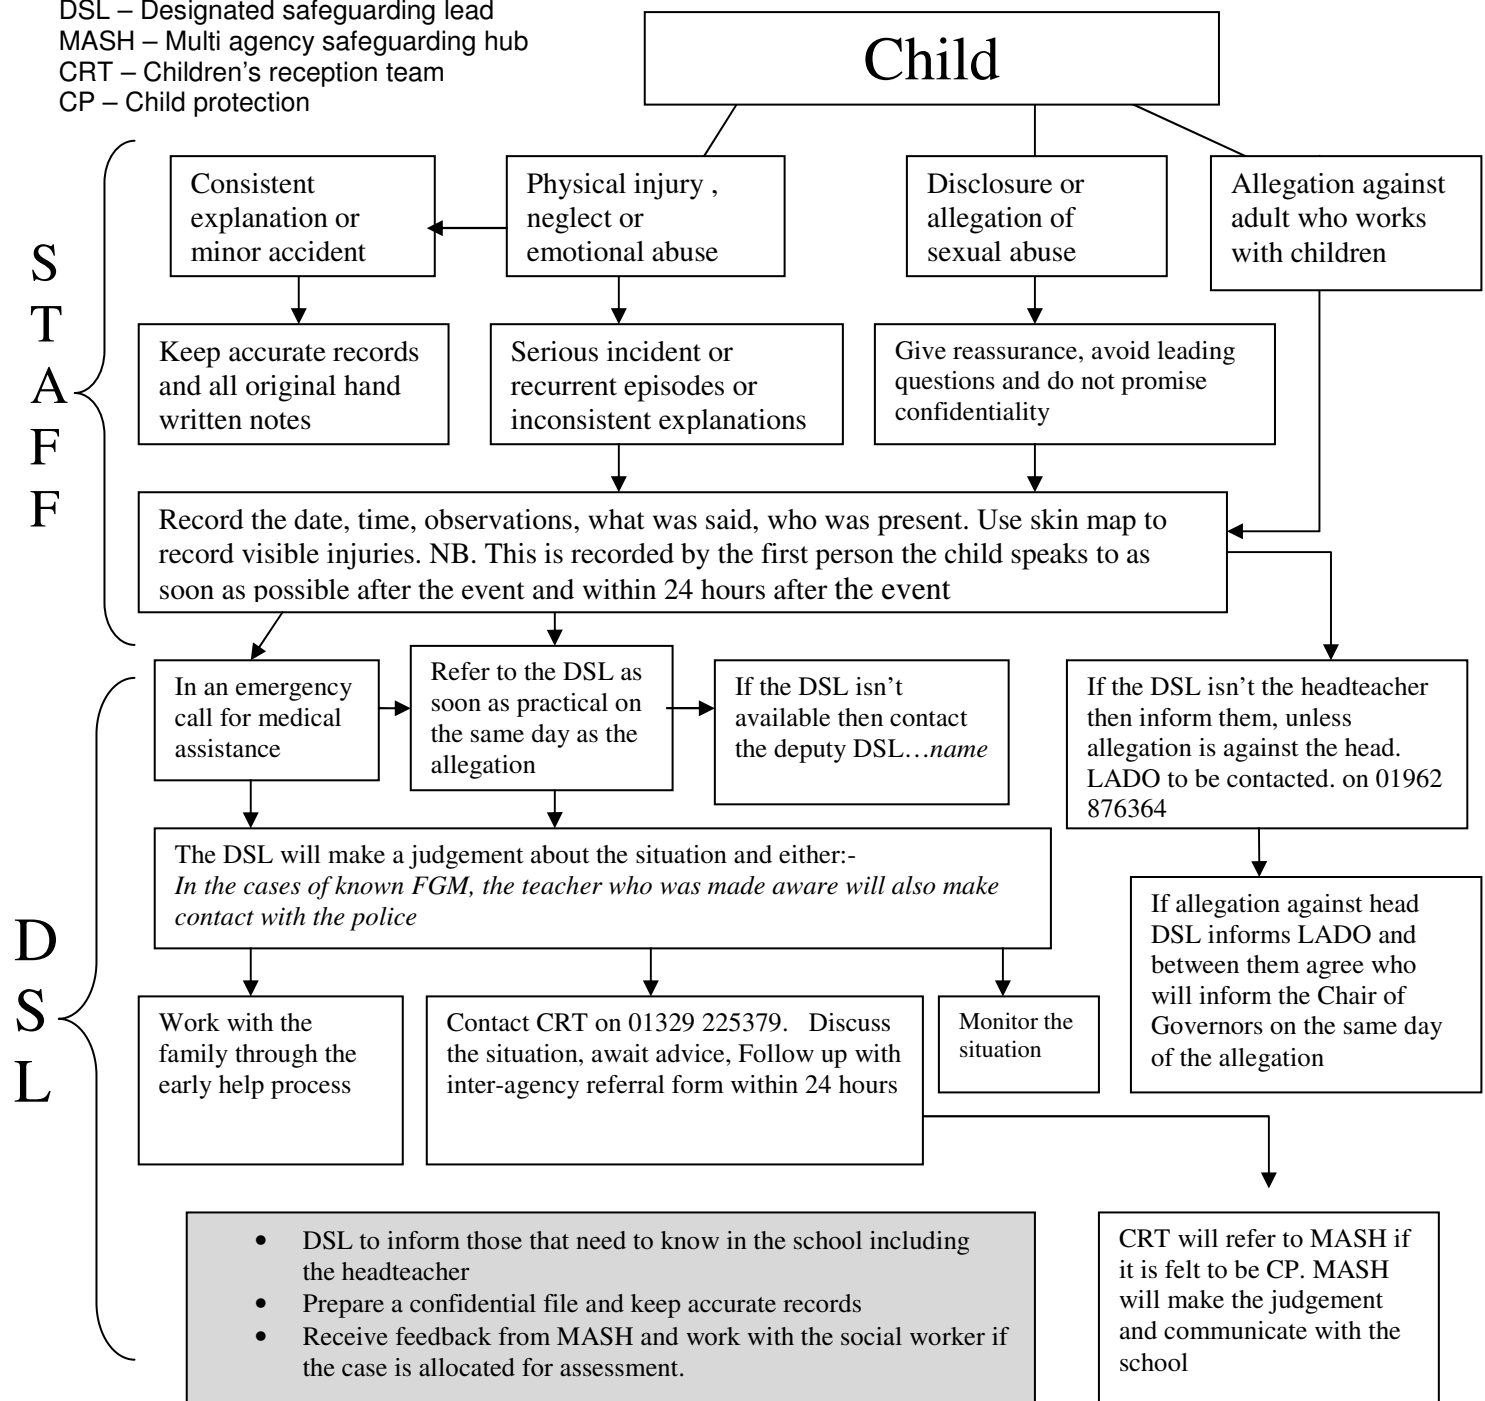 DSL – Designated safeguarding lead
MASH – Multi agency safeguarding hub
CRT – Children's reception team
CP – Child protection
Child
S
T
A
F
F
Consistent
explanation or
minor accident
Physical injury ,
neglect or
emotional abuse
Disclosure or
allegation of
sexual abuse
Allegation against
adult who works
with children
Keep accurate records
and all original hand
written notes
Serious incident or
recurrent episodes or
inconsistent explanations
Give reassurance, avoid leading
questions and do not promise
confidentiality
Record the date, time, observations, what was said, who was present. Use skin map to
record visible injuries. NB. This is recorded by the first person the child speaks to as
soon as possible after the event and within 24 hours after the event
D
S
L
In an emergency
call for medical
assistance
Refer to the DSL as
soon as practical on
the same day as the
allegation
If the DSL isn't
available then contact
the deputy DSL…name
If the DSL isn't the headteacher
then inform them, unless
allegation is against the head.
LADO to be contacted. on 01962
876364
The DSL will make a judgement about the situation and either:-
In the cases of known FGM, the teacher who was made aware will also make
contact with the police
If allegation against head
DSL informs LADO and
between them agree who
will inform the Chair of
Governors on the same day
of the allegation
Work with the
family through the
early help process
Contact CRT on 01329 225379.   Discuss
the situation, await advice, Follow up with
inter-agency referral form within 24 hours
Monitor the
situation
• DSL to inform those that need to know in the school including
the headteacher
• Prepare a confidential file and keep accurate records
• Receive feedback from MASH and work with the social worker if
the case is allocated for assessment.
CRT will refer to MASH if
it is felt to be CP. MASH
will make the judgement
and communicate with the
school